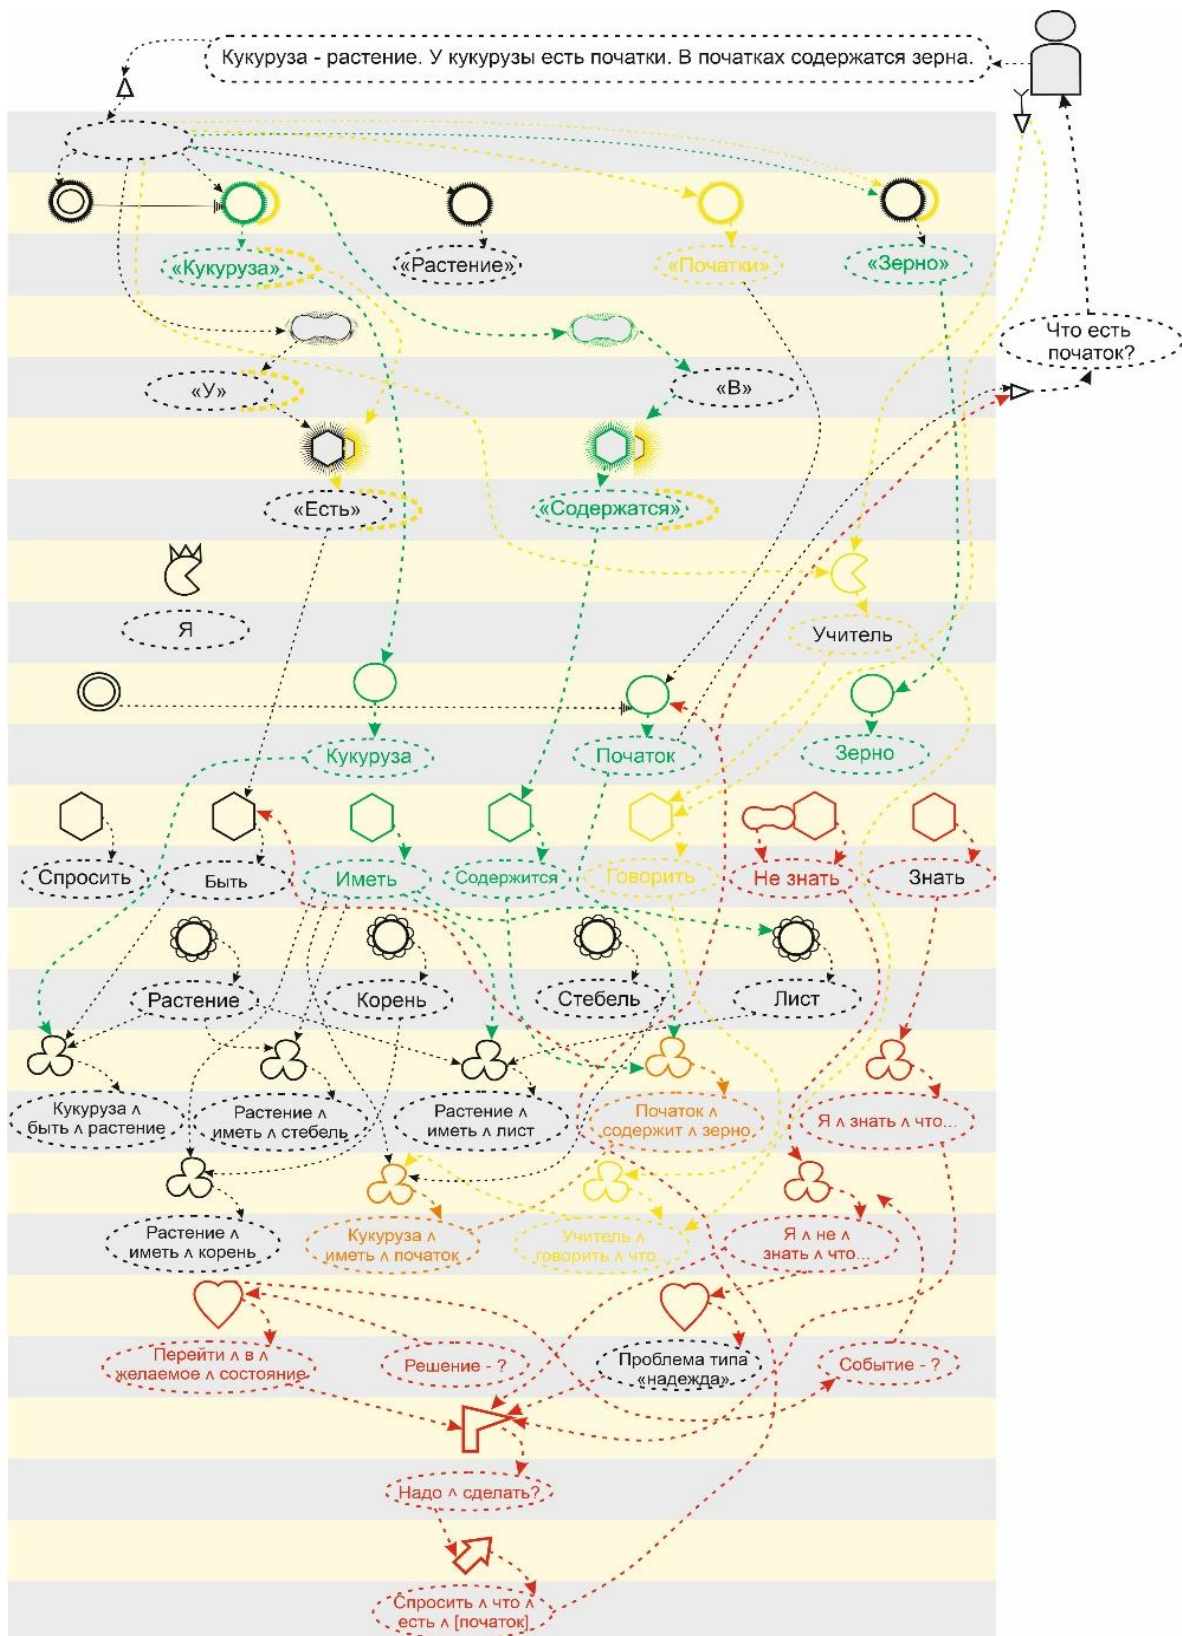 Кукуруза - растение. У кукурузы есть початки. В початках содержатся зерна.
«Кукуруза»
«Растение»
«Початки»
«Зерно»
Что есть
початок?
«У»
«В»
«Есть»
«Содержатся»
Я
Учитель
Кукуруза
Початок
Зерно
Спросить
Быть
Иметь
Содержится
Говорить
Не знать
Знать
Растение
Корень
Стебель
Лист
Кукуруза ʌ
быть ʌ растение
Растение ʌ
иметь ʌ стебель
Растение ʌ
иметь ʌ лист
Початок ʌ
содержит ʌ зерно
Я ʌ знать ʌ что...
Растение ʌ
иметь ʌ корень
Кукуруза ʌ
иметь ʌ початок
Учитель ʌ
говорить ʌ что...
Я ʌ не ʌ
знать ʌ что...
Перейти ʌ в ʌ
желаемое ʌ состояние
Решение - ?
Проблема типа
«надежда»
Событие - ?
Надо ʌ сделать?
Спросить ʌ что ʌ
есть ʌ [початок]